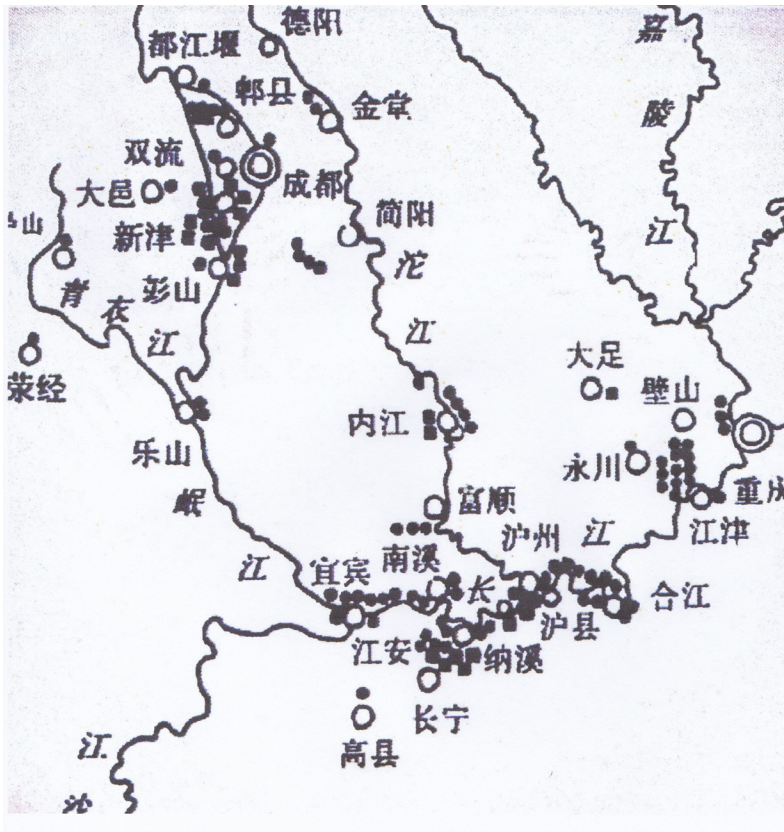 德阳
都江堰
嘉
郫县
金堂
陵
双流
大邑
成都
简阳
山
新津
江
沱
彭山
青
衣
江
江
大足
荥经
璧山
内江
乐山
永川
岷
富顺
重庆
泸州
江
江津
南溪
江
宜宾
长
合江
泸县
江安
纳溪
长宁
江
高县